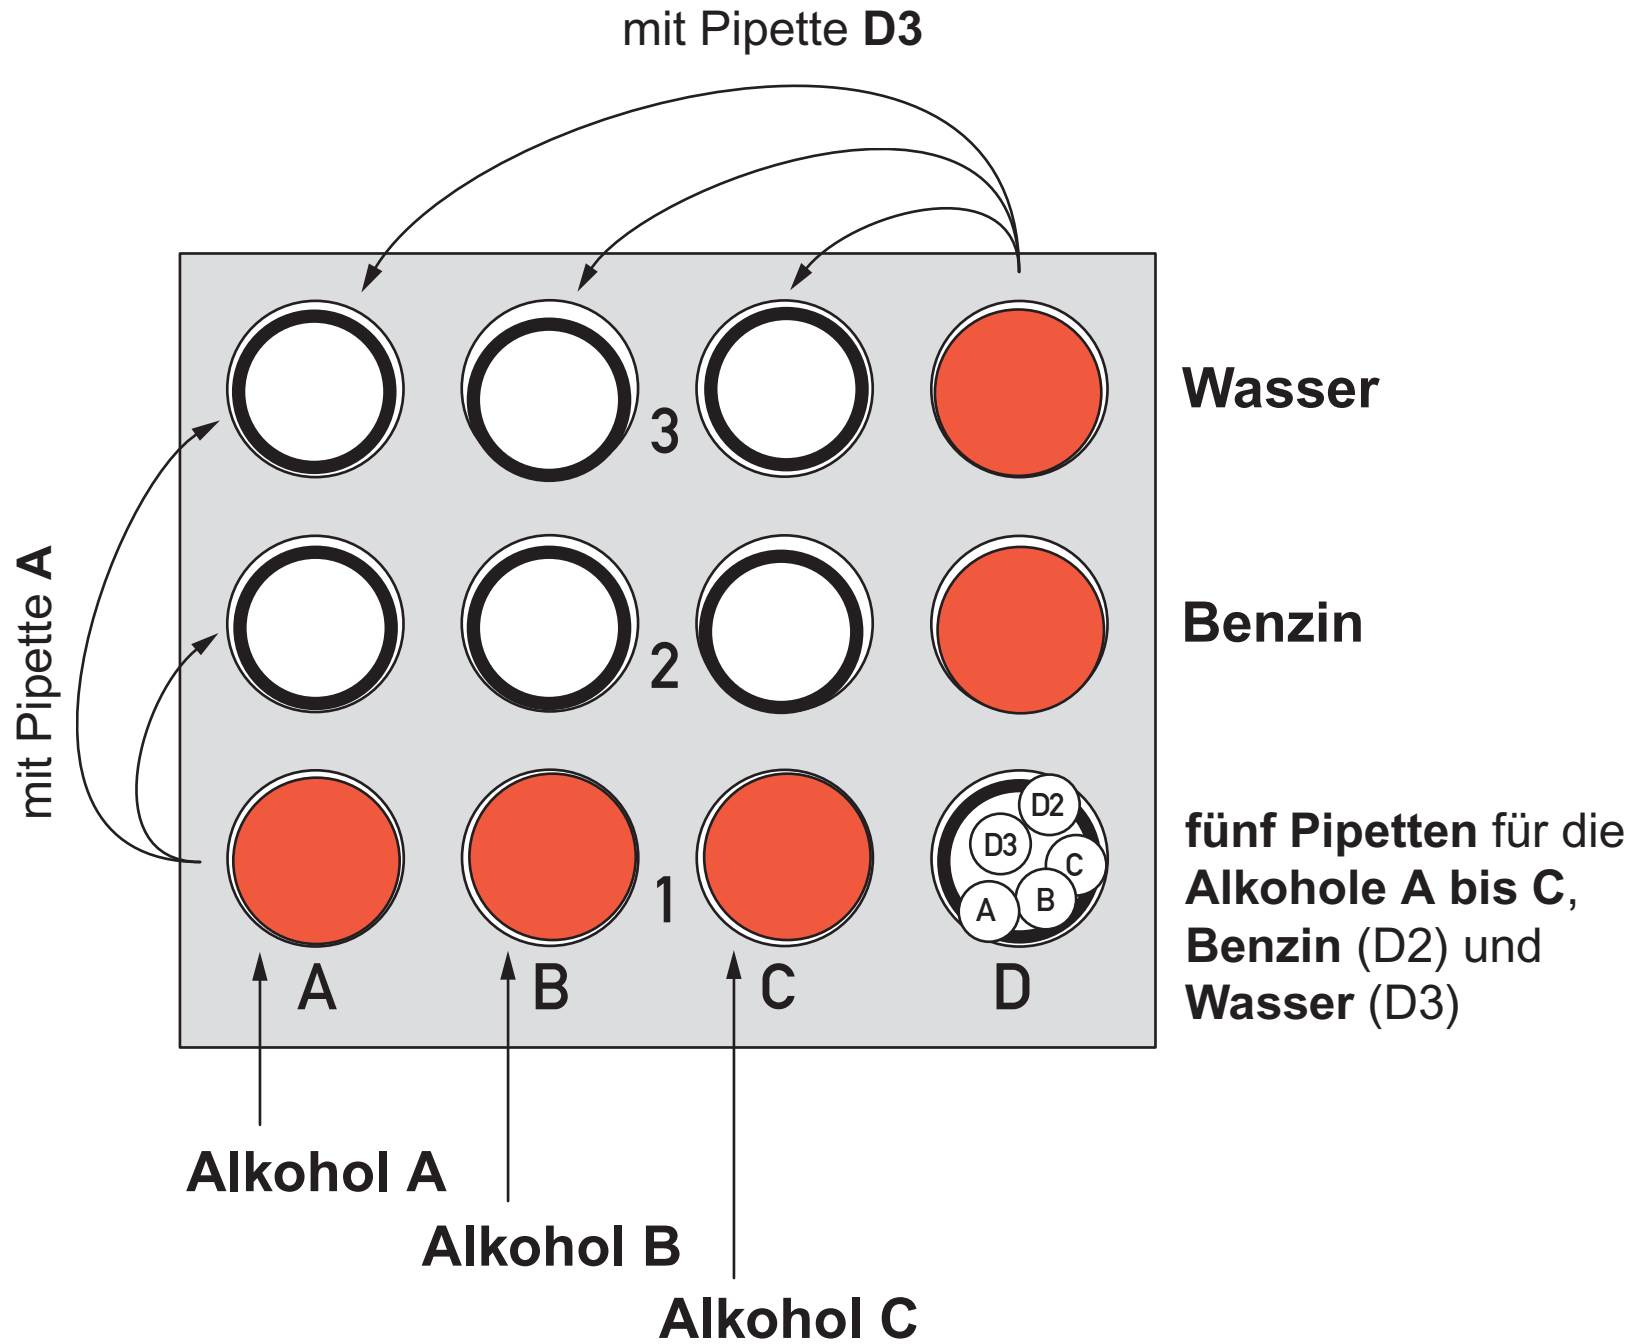 mit Pipette D3
Wasser
3
mit Pipette A
Benzin
2
D2
D3
C
B
A
1
fünf Pipetten für die
Alkohole A bis C,
Benzin (D2) und
Wasser (D3)
A B C D
Alkohol A
Alkohol B
Alkohol C